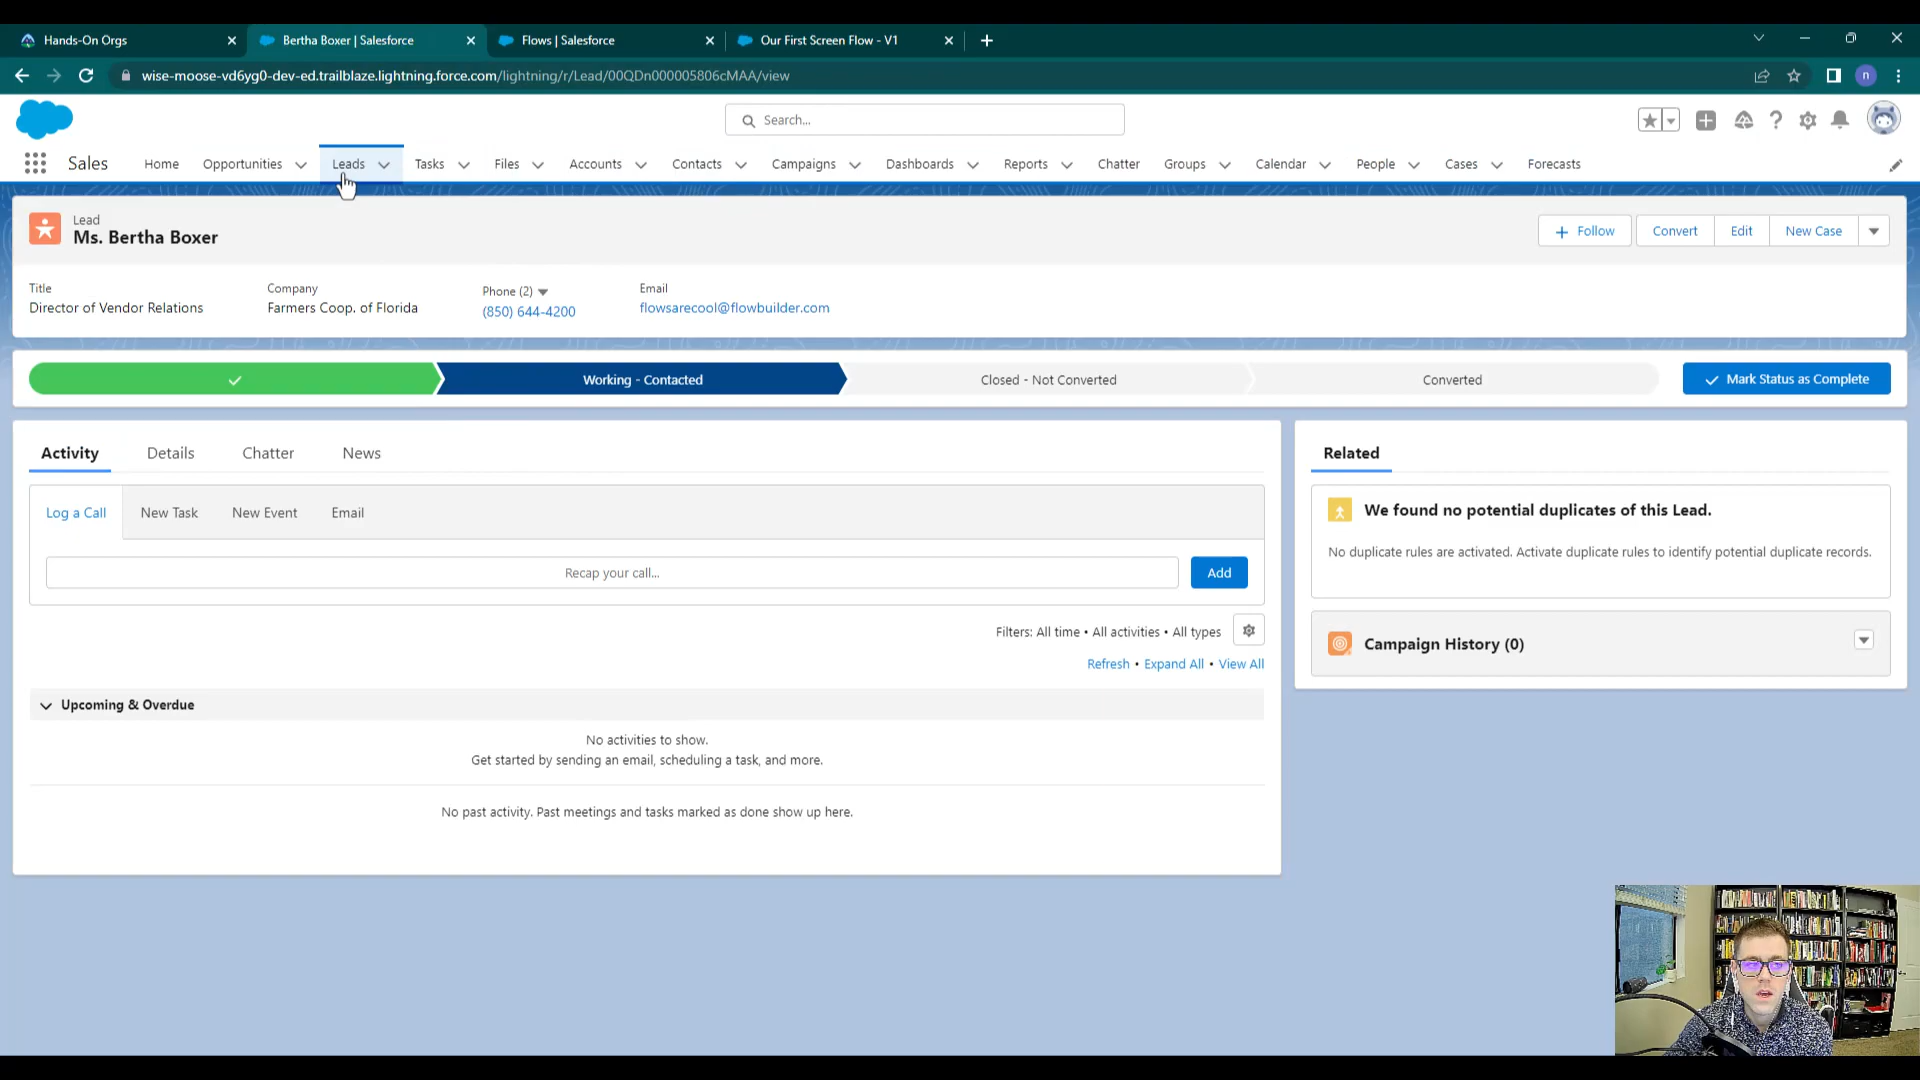 Hands-On Orgs
Bertha Boxer | Salesforce
Flows | Salesforce
Our First Screen Flow - V1
wise-moose-vd6yg0-dev-ed.trailblaze.lightning.force.com/lightning/r/Lead/00QDn000005806cMAA/view
n
Search...
Sales
Home
Opportunities
Leads
Tasks
Files
Accounts
Contacts
Campaigns
Dashboards
Reports
Chatter
Groups
Calendar
People
Cases
Forecasts
Lead
Ms. Bertha Boxer
Follow
Convert
Edit
New Case
Title
Director of Vendor Relations
Company
Farmers Coop. of Florida
Phone (2)
(850) 644-4200
Email
flowsarecool@flowbuilder.com
Working - Contacted
Closed - Not Converted
Converted
Mark Status as Complete
Activity
Details
Chatter
News
Log a Call
New Task
New Event
Email
Recap your call...
Add
Filters: All time • All activities • All types
Refresh • Expand All • View All
Upcoming & Overdue
No activities to show.
Get started by sending an email, scheduling a task, and more.
No past activity. Past meetings and tasks marked as done show up here.
Related
We found no potential duplicates of this Lead.
No duplicate rules are activated. Activate duplicate rules to identify potential duplicate records.
Campaign History (0)